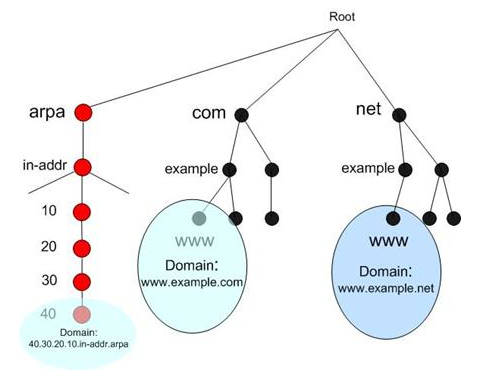 Root
arpa
com
net
in-addr
example
example
10
20
30
40
www
Domain:
www.example.com
www
Domain:
www.example.net
Domain:
40.30.20.10.in-addr.arpa